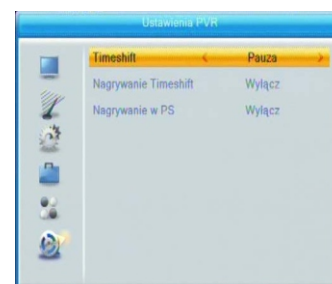 Ustawienia PVR
Timeshift < Pauza >
Nagrywanie Timeshift Wyłącz
Nagrywanie w PS Wyłącz